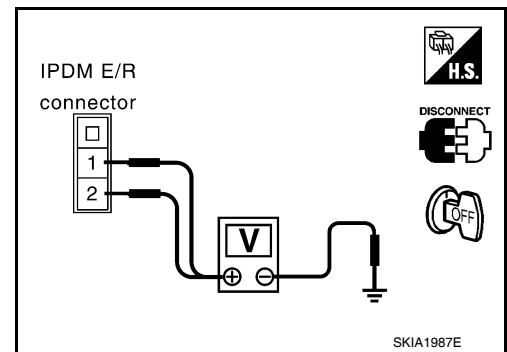 IPDM E/R
connector
H.S.
DISCONNECT
1
2
OFF
V
+ −
SKIA1987E